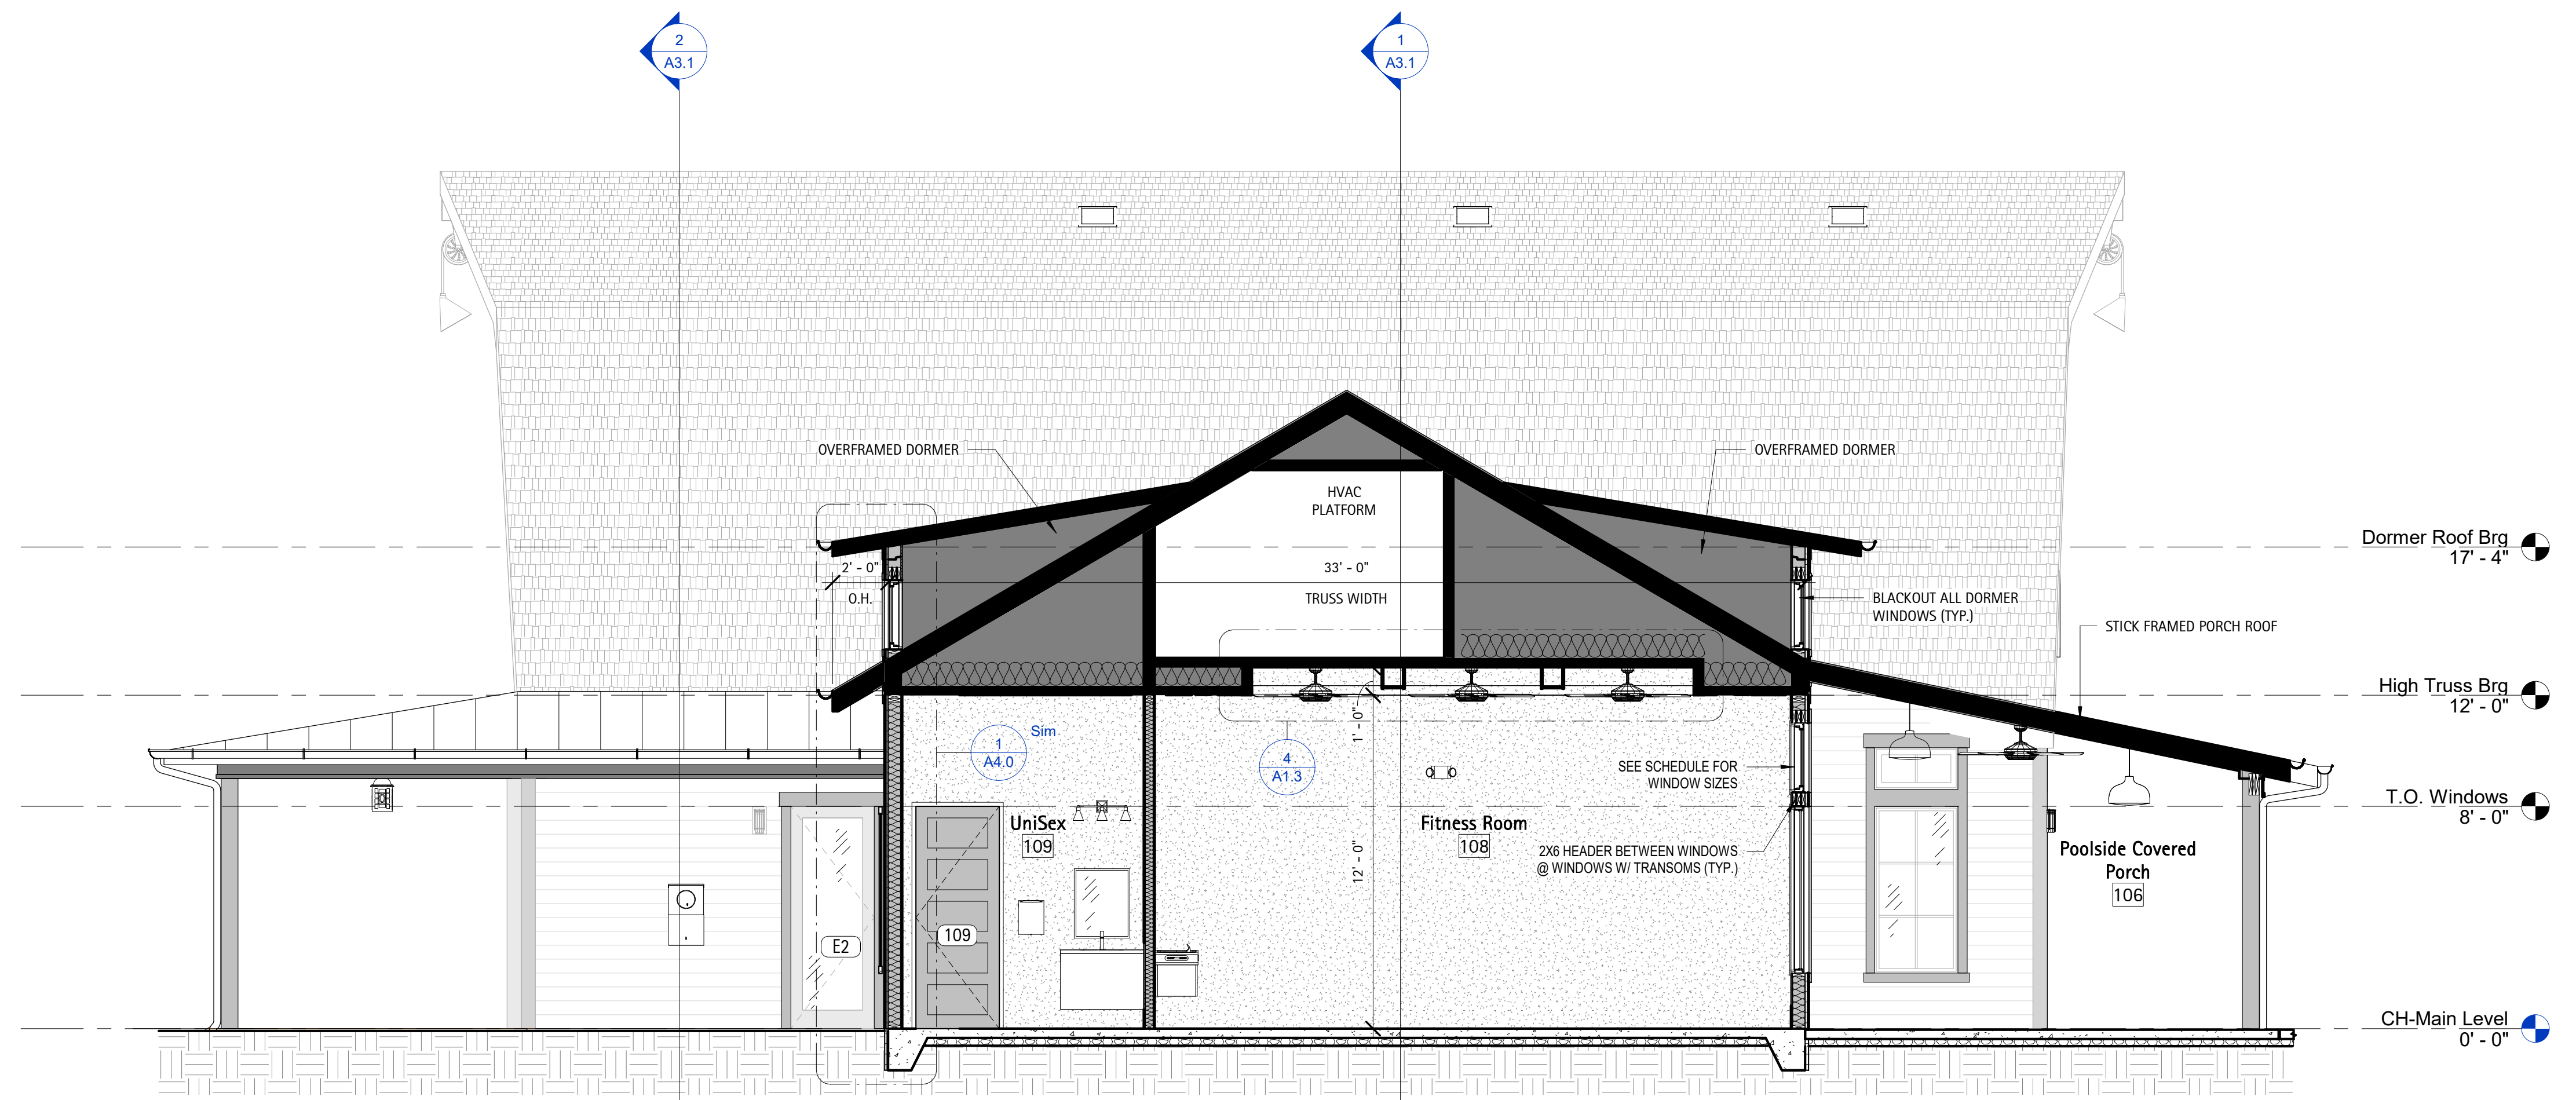 2
A3.1
1
A3.1
OVERFRAMED DORMER
OVERFRAMED DORMER
HVAC
PLATFORM
Dormer Roof Brg
17' - 4"
2' - 0"
O.H.
33' - 0"
TRUSS WIDTH
BLACKOUT ALL DORMER
WINDOWS (TYP.)
STICK FRAMED PORCH ROOF
High Truss Brg
12' - 0"
1' 0"
Sim
1
A4.0
4
A1.3
SEE SCHEDULE FOR
WINDOW SIZES
T.O. Windows
8' - 0"
UniSex
109
Fitness Room
108
12' - 0"
2X6 HEADER BETWEEN WINDOWS
@ WINDOWS W/ TRANSOMS (TYP.)
Poolside Covered
Porch
106
E2
109
CH-Main Level
0' - 0"